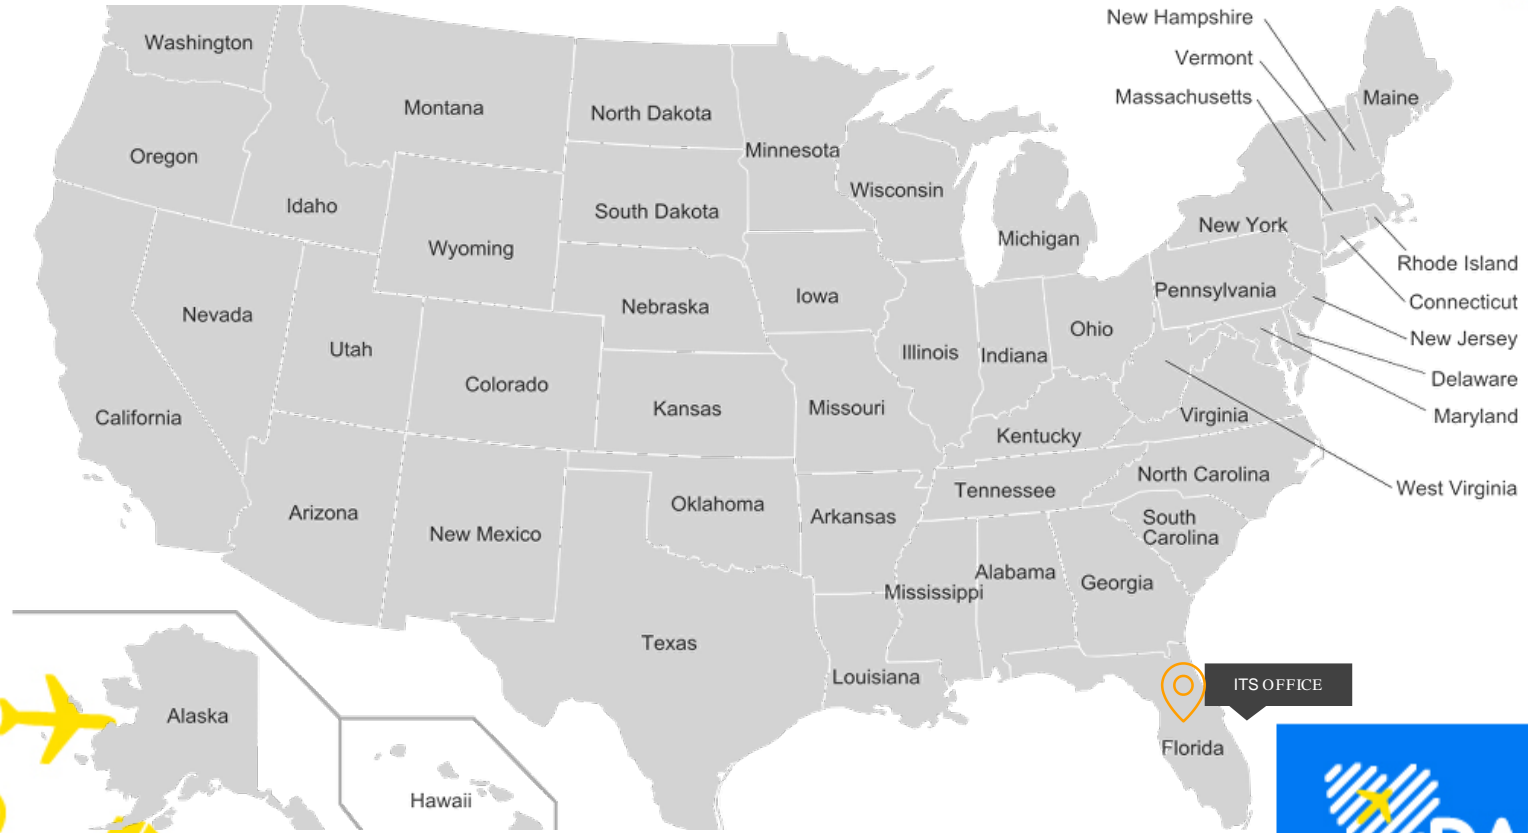 New Hampshire
Washington
Vermont
Massachusetts
Maine
Montana
North Dakota
Minnesota
Oregon
Wisconsin
Idaho
South Dakota
New York
Michigan
Wyoming
Rhode Island
Pennsylvania
Iowa
Connecticut
Nebraska
Nevada
Ohio
New Jersey
Utah
Illinois
Indiana
Delaware
Colorado
Kansas
Missouri
Virginia
Maryland
California
Kentucky
North Carolina
West Virginia
Tennessee
Oklahoma
Arizona
Arkansas
South
Carolina
New Mexico
Alabama
Georgia
Mississippi
Texas
Louisiana
ITS OFFICE
Alaska
Florida
Hawaii